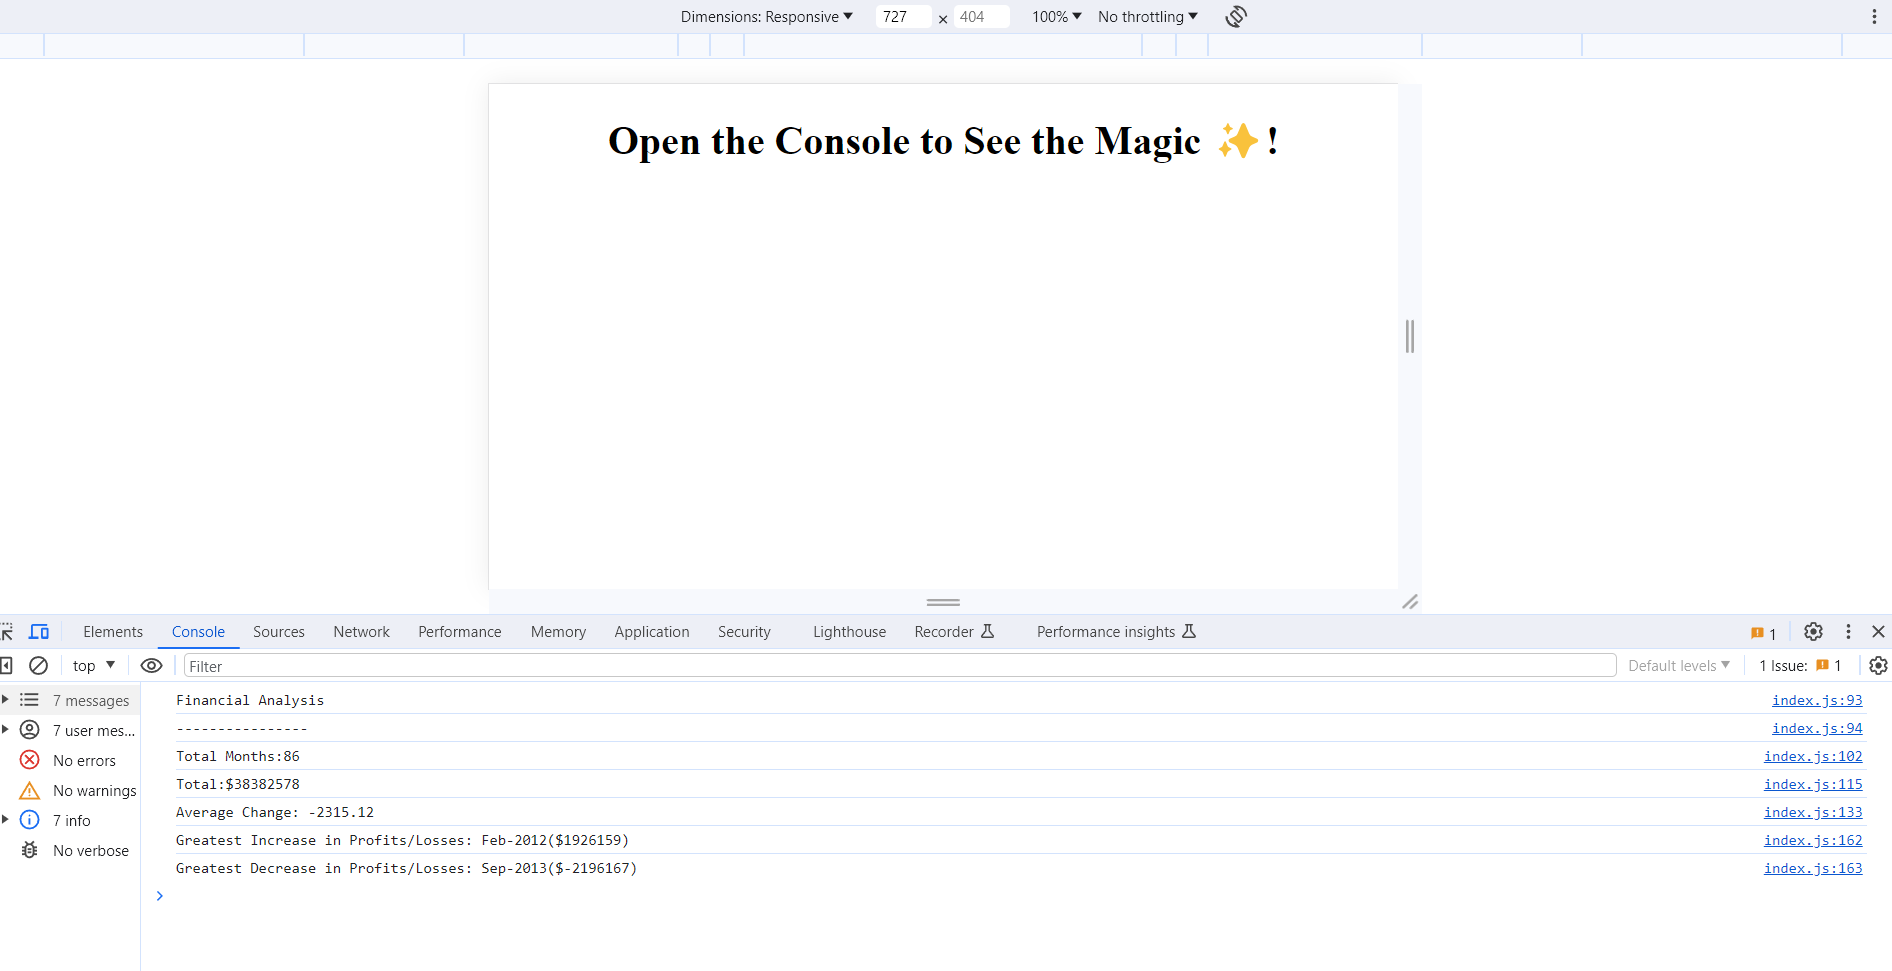 Dimensions: Responsive 727 × 404 100% No throttling
Open the Console to See the Magic ✨!
Elements Console Sources Network Performance Memory Application Security Lighthouse Recorder Performance insights 1
top Filter Default levels 1 Issue: 1
7 messages
7 user mes...
No errors
No warnings
7 info
No verbose
Financial Analysis index.js:93
---------------- index.js:94
Total Months:86 index.js:102
Total:$38382578 index.js:115
Average Change: -2315.12 index.js:133
Greatest Increase in Profits/Losses: Feb-2012($1926159) index.js:162
Greatest Decrease in Profits/Losses: Sep-2013($-2196167) index.js:163